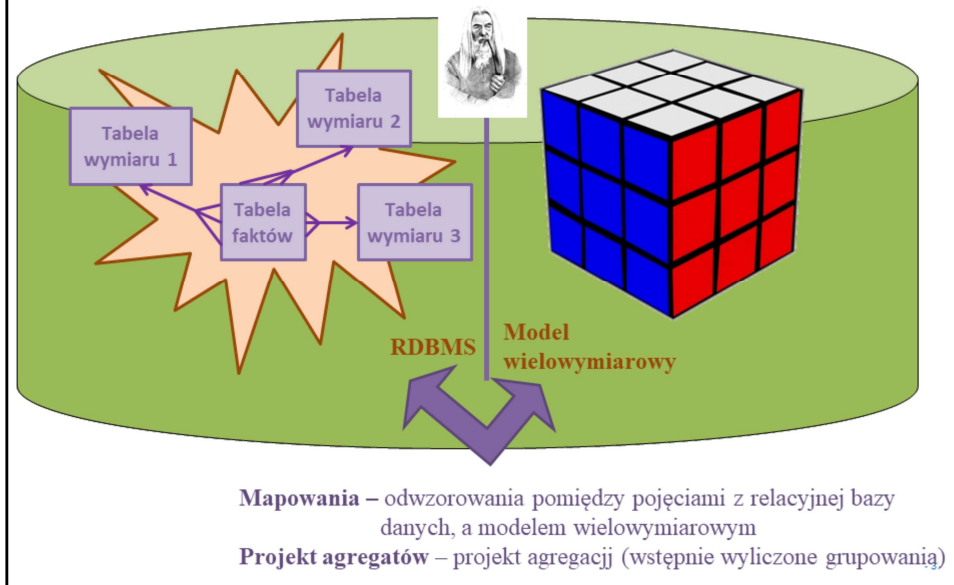 Tabela
wymiaru 1
Tabela
wymiaru 2
Tabela
faktów
Tabela
wymiaru 3
RDBMS
Model
wielowymiarowy
Mapowania – odwzorowania pomiędzy pojęciami z relacyjnej bazy
danych, a modelem wielowymiarowym
Projekt agregatów – projekt agregacjj (wstępnie wyliczone grupowania)